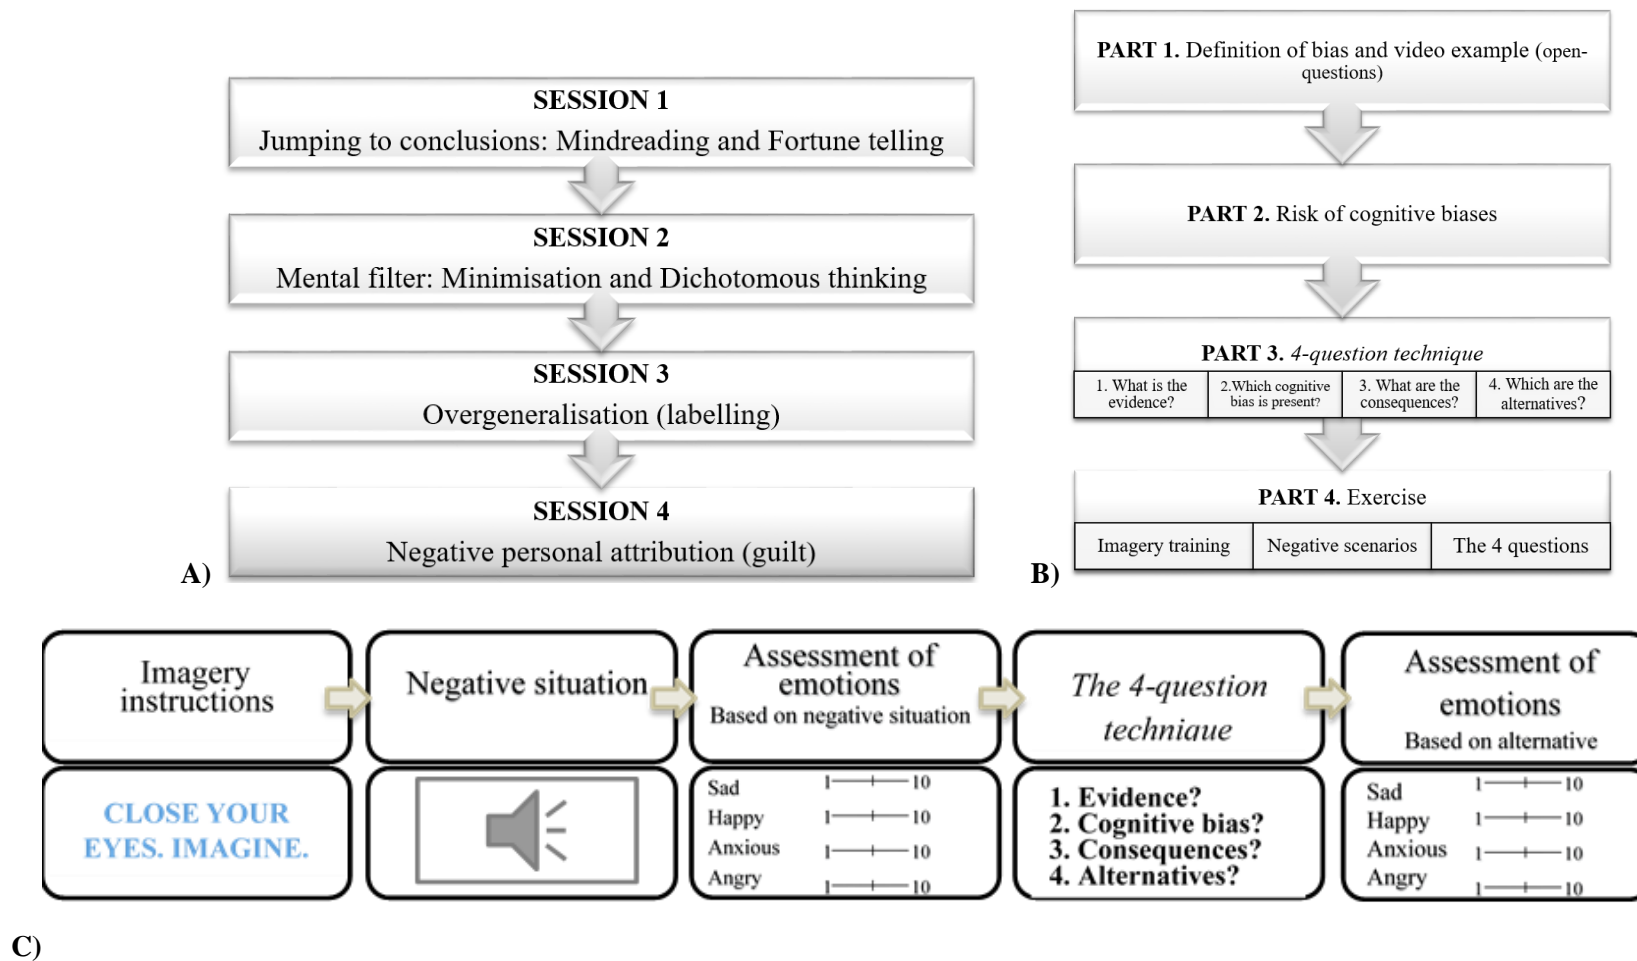 SESSION 1
Jumping to conclusions: Mindreading and Fortune telling
SESSION 2
Mental filter: Minimisation and Dichotomous thinking
SESSION 3
Overgeneralisation (labelling)
SESSION 4
Negative personal attribution (guilt)
A)
PART 1. Definition of bias and video example (open-
questions)
PART 2. Risk of cognitive biases
PART 3. 4-question technique
1. What is the
evidence?
2.Which cognitive
bias is present?
3. What are the
consequences?
4. Which are the
alternatives?
PART 4. Exercise
Imagery training
Negative scenarios
The 4 questions
B)
Imagery
instructions
Negative situation
Assessment of
emotions
Based on negative situation
The 4-question
technique
Assessment of
emotions
Based on alternative
CLOSE YOUR
EYES. IMAGINE.
Sad 1 10
Happy 1 10
Anxious 1 10
Angry 1 10
1. Evidence?
2. Cognitive bias?
3. Consequences?
4. Alternatives?
Sad 1 10
Happy 1 10
Anxious 1 10
Angry 1 10
C)